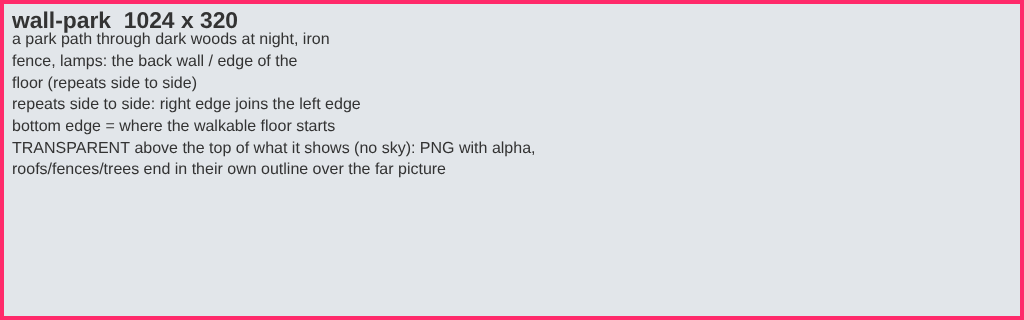 wall-park  1024 x 320
a park path through dark woods at night, iron
fence, lamps: the back wall / edge of the
floor (repeats side to side)
repeats side to side: right edge joins the left edge
bottom edge = where the walkable floor starts
TRANSPARENT above the top of what it shows (no sky): PNG with alpha,
roofs/fences/trees end in their own outline over the far picture